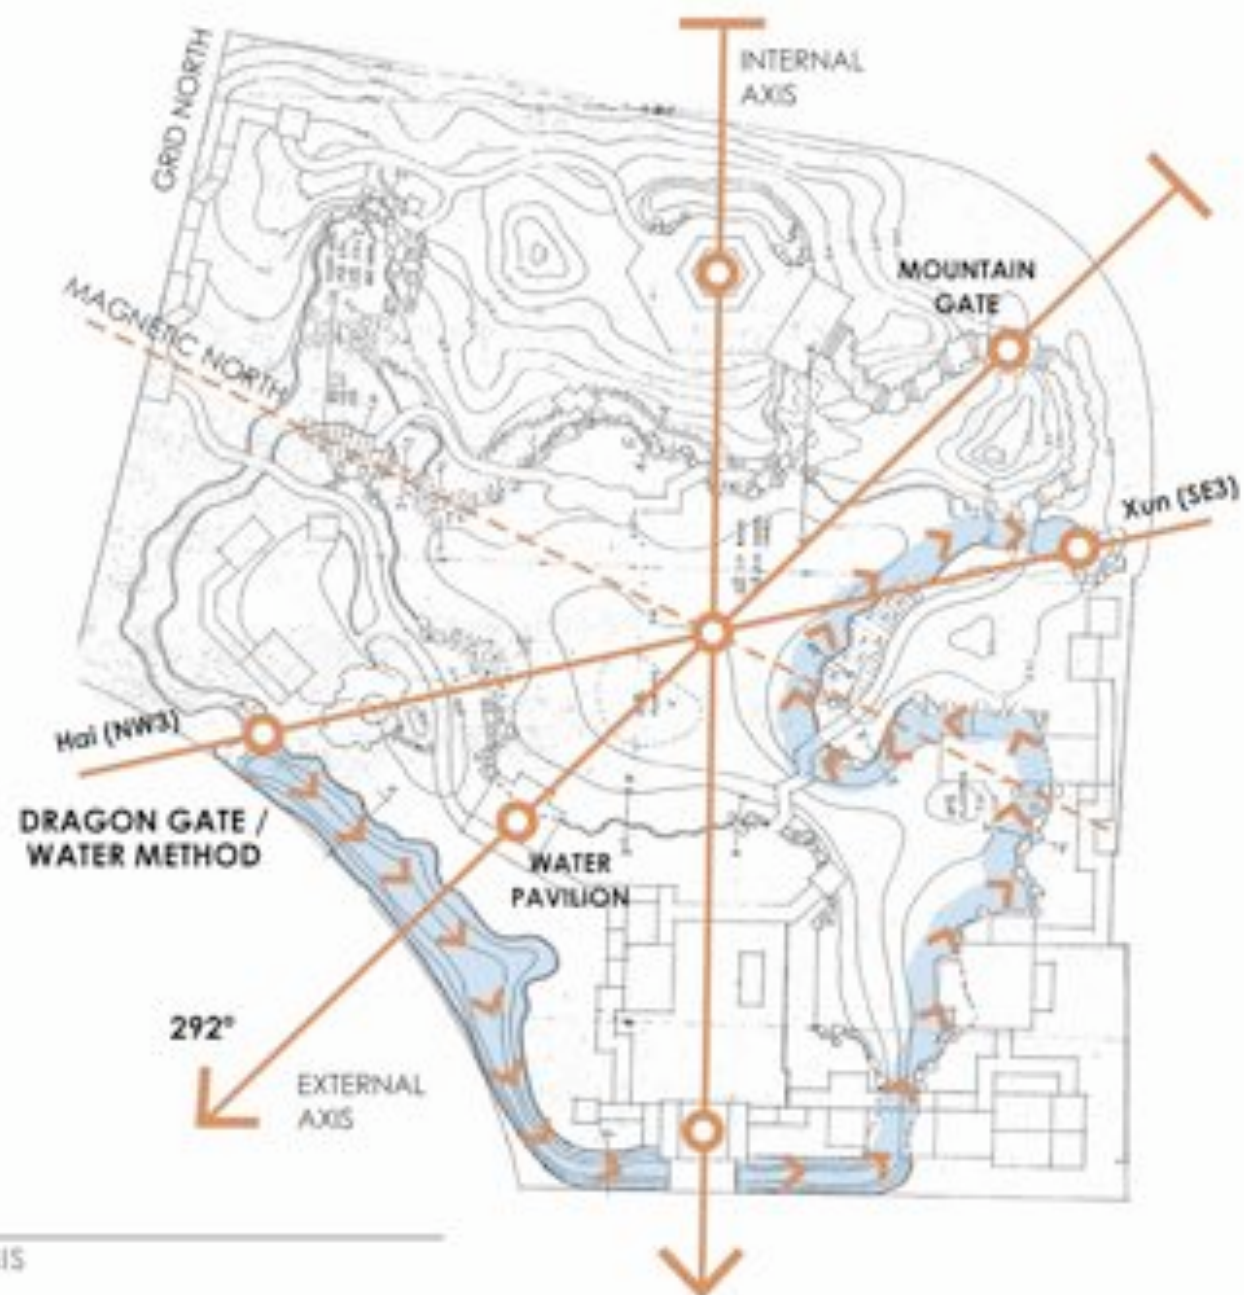 INTERNAL
AXIS
GRID NORTH
MOUNTAIN
GATE
MAGNETIC NORTH
Xun (SE3)
Hai (NW3)
DRAGON GATE /
WATER METHOD
WATER
PAVILION
292°
EXTERNAL
AXIS
IS